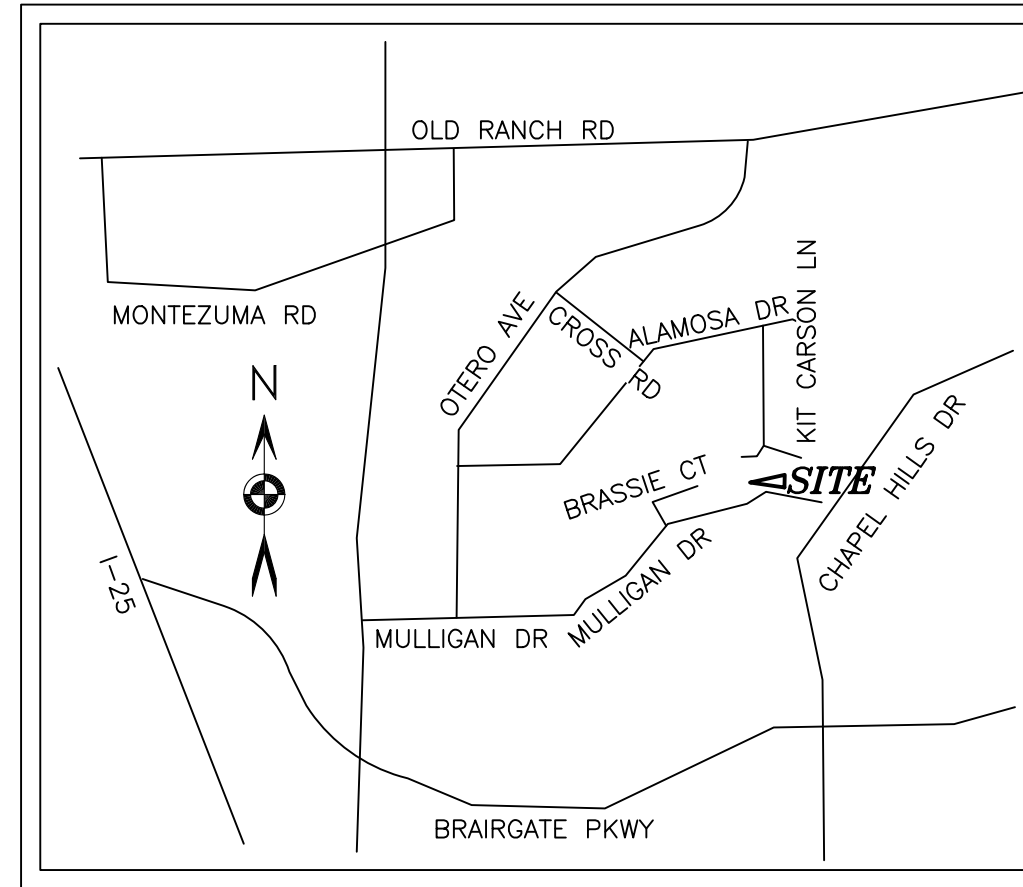 OLD RANCH RD
MONTEZUMA RD
N
OTERO AVE
CROSS RD
ALAMOSA DR
KIT CARSON LN
BRASSIE CT
SITE
CHAPEL HILLS DR
I-25
MULLIGAN DR
MULLIGAN DR
BRAIRGATE PKWY